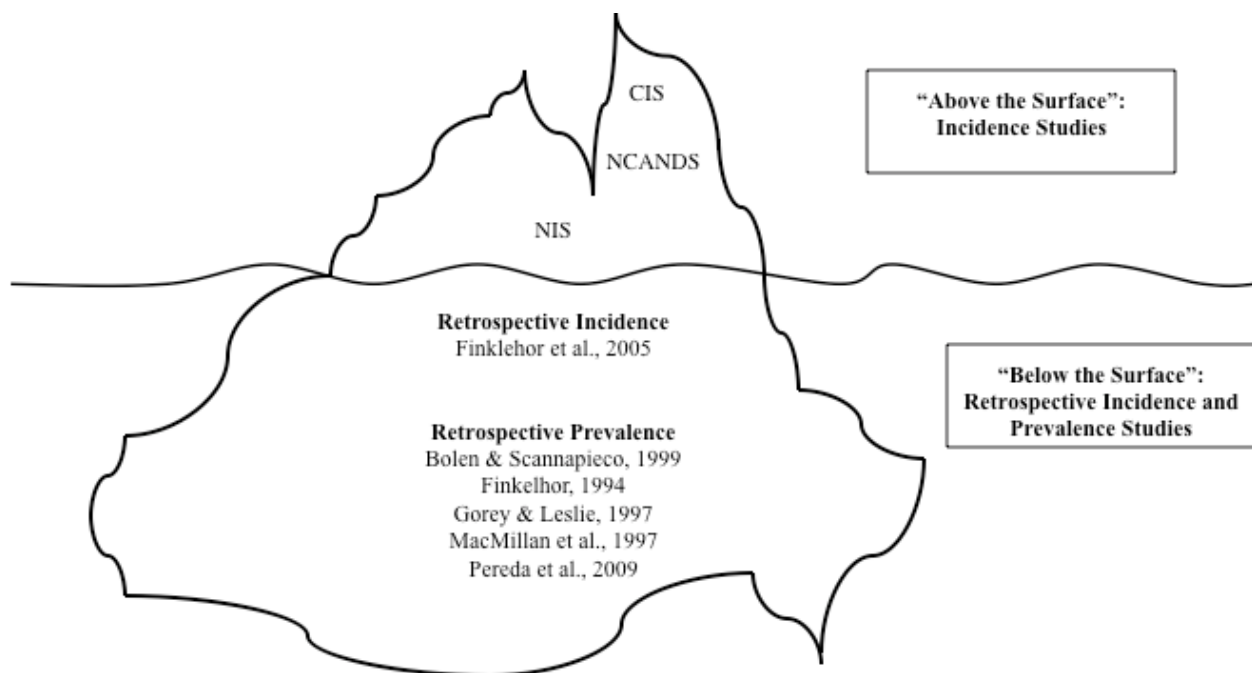 CIS
“Above the Surface”:
Incidence Studies
NCANDS
NIS
Retrospective Incidence
Finklehor et al., 2005
“Below the Surface”:
Retrospective Incidence and
Prevalence Studies
Retrospective Prevalence
Bolen & Scannapieco, 1999
Finkelhor, 1994
Gorey & Leslie, 1997
MacMillan et al., 1997
Pereda et al., 2009